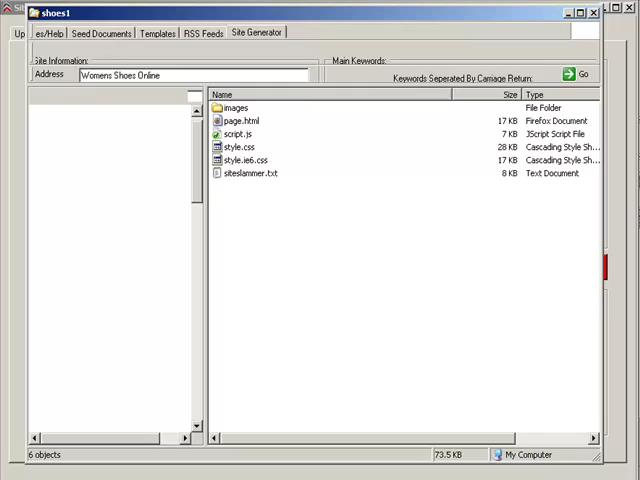 shoes1
Up
es/Help
Seed Documents
Templates
RSS Feeds
Site Generator
Site Information:
Main Keywords:
Address
Womens Shoes Online
Keywords Seperated By Carriage Return:
Go
Name Size Type
images File Folder
page.html 17 KB Firefox Document
script.js 7 KB JScript Script File
style.css 28 KB Cascading Style Sh...
style.ie6.css 17 KB Cascading Style Sh...
siteslammer.txt 8 KB Text Document
6 objects
73.5 KB
My Computer